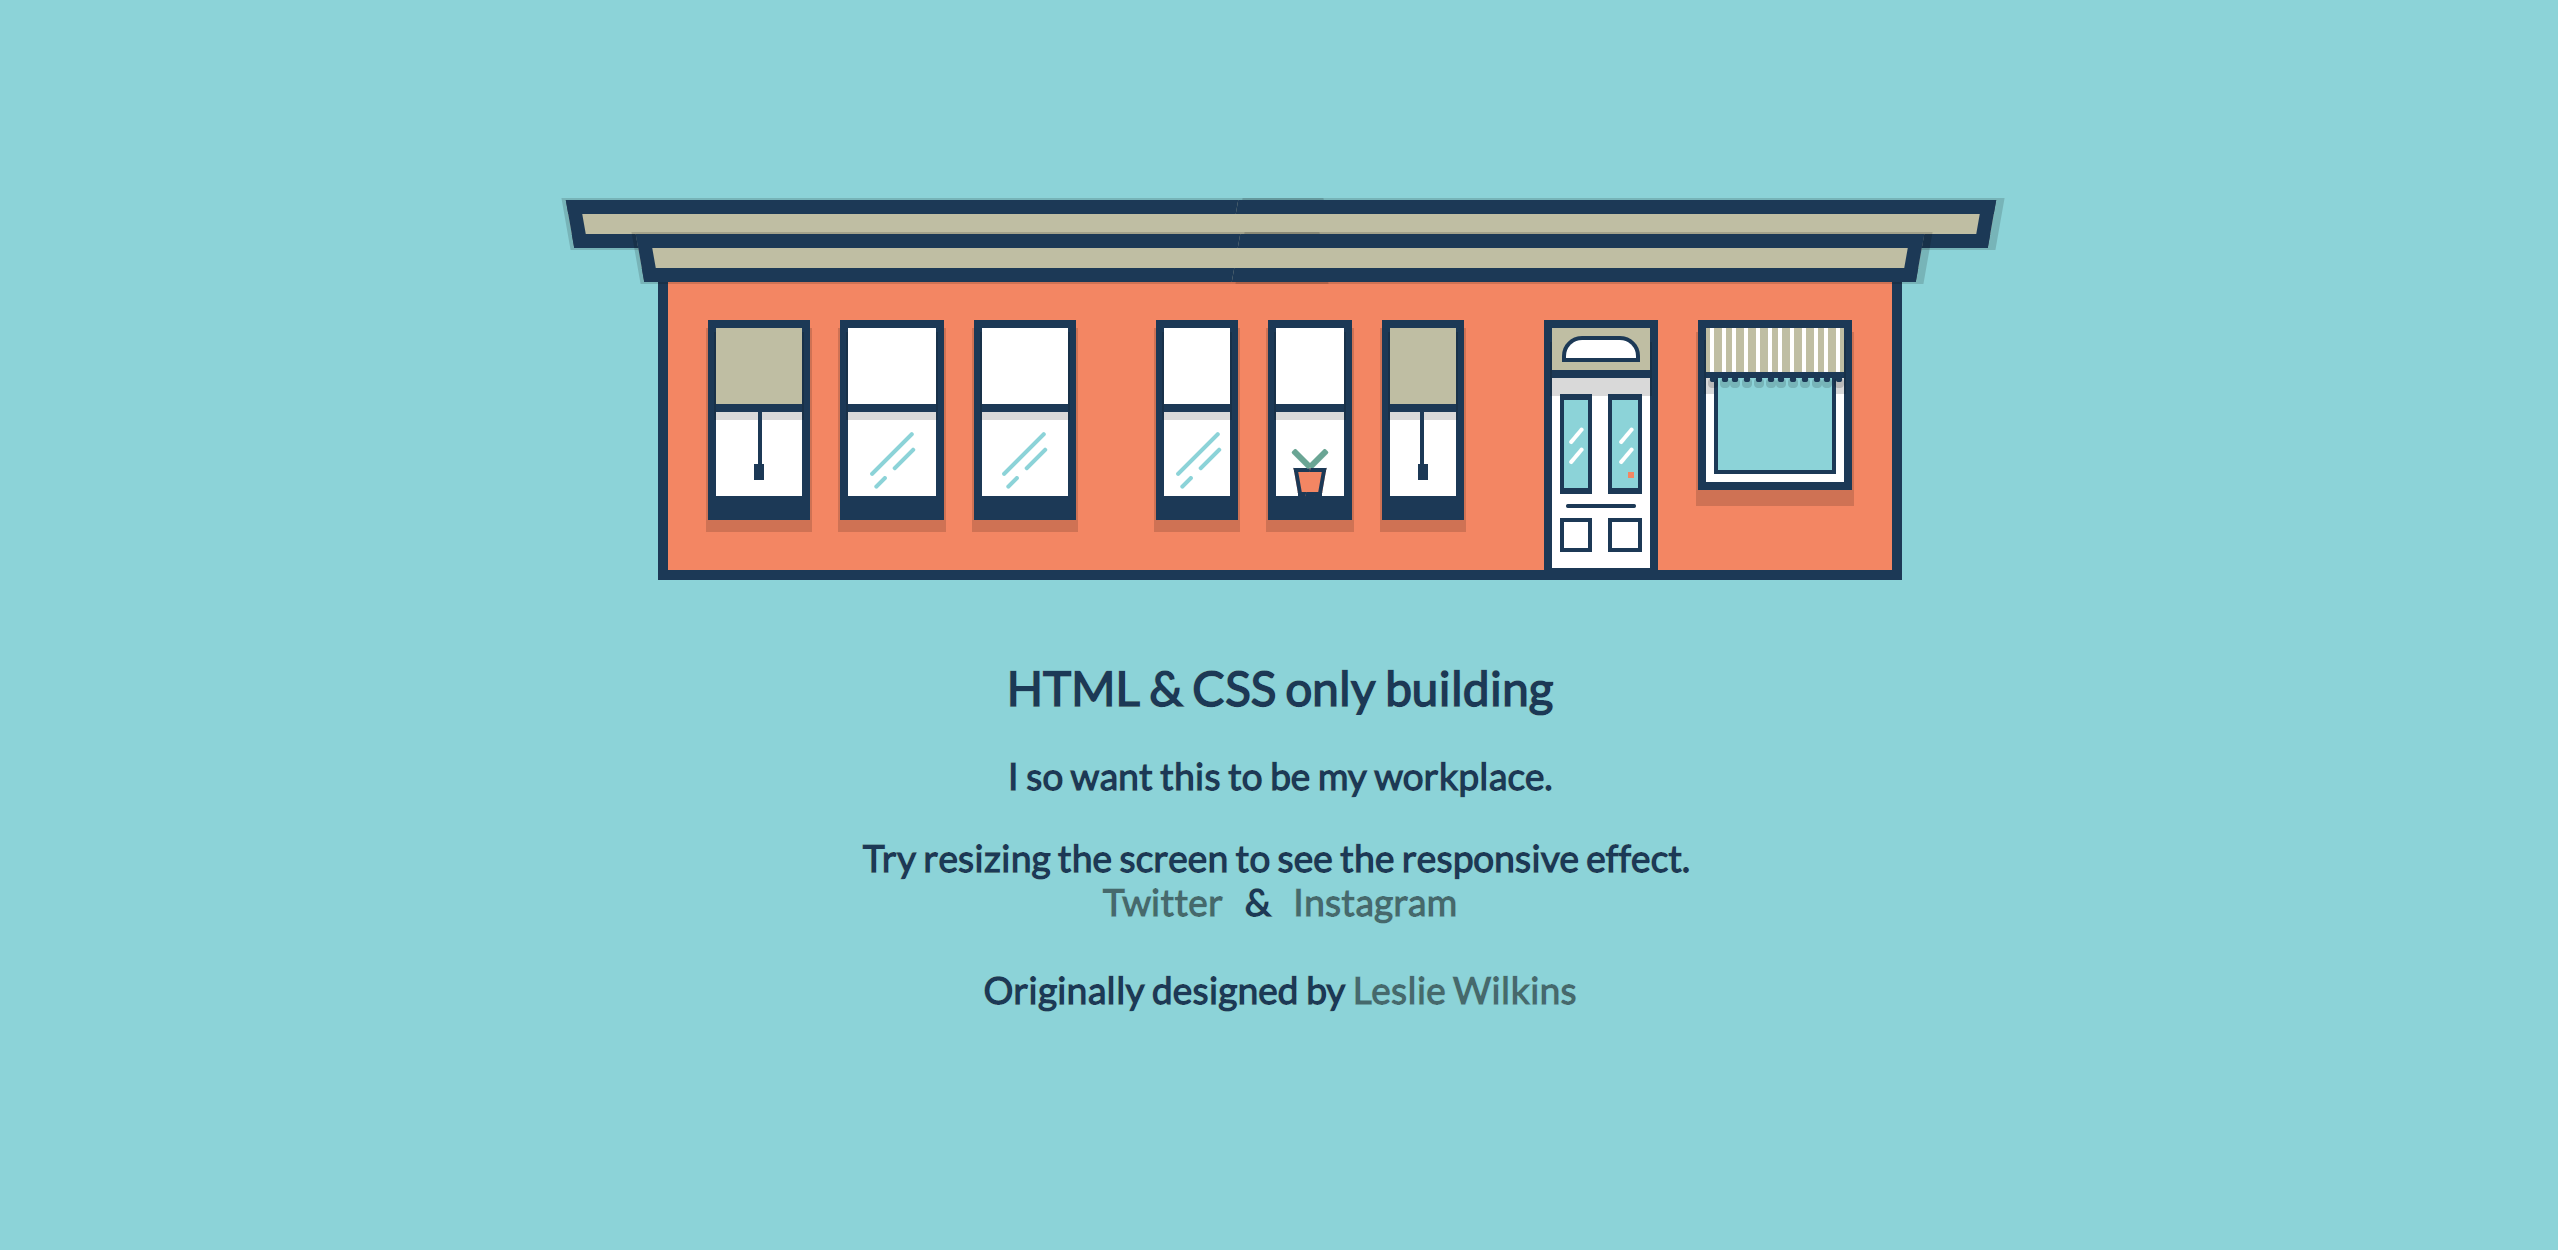 HTML & CSS only building
I so want this to be my workplace.
Try resizing the screen to see the responsive effect.
Twitter & Instagram
Originally designed by Leslie Wilkins